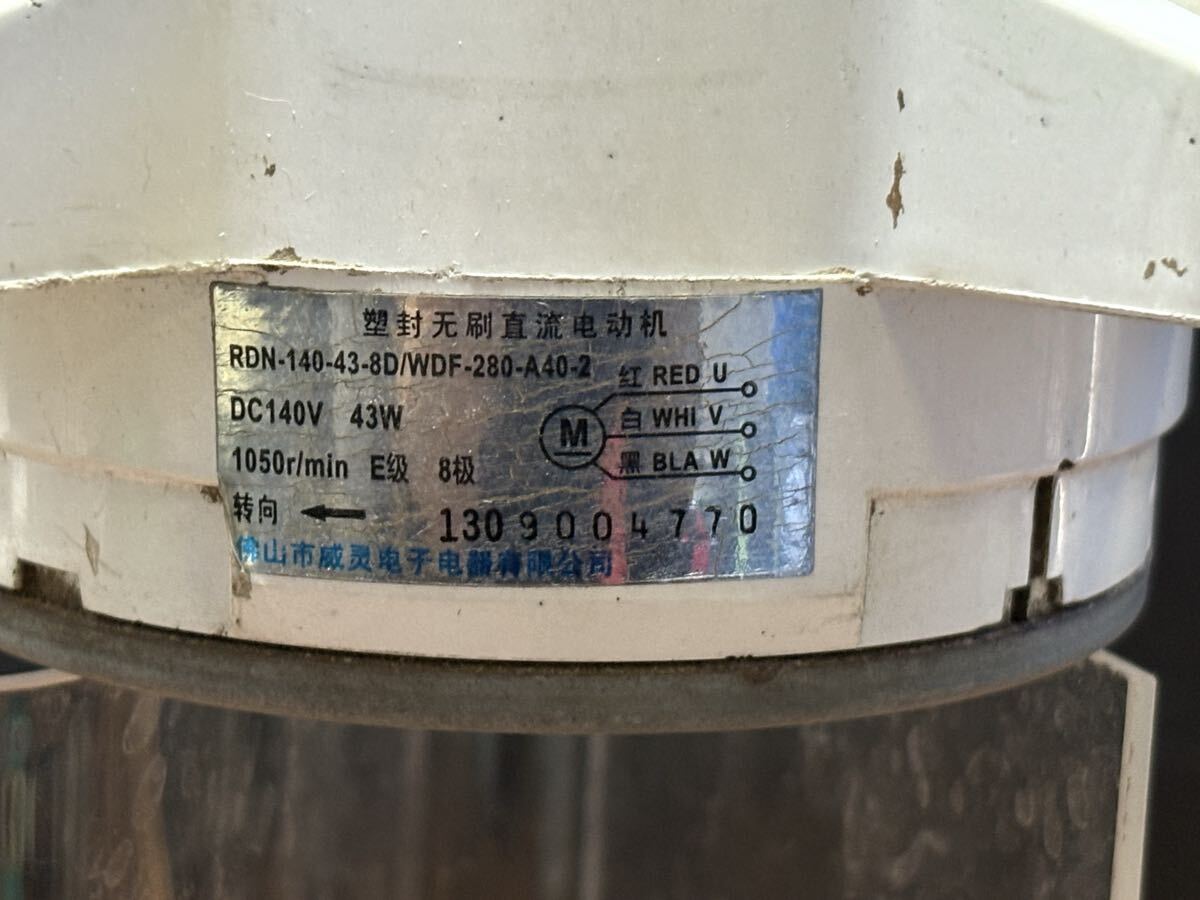 塑封无刷直流电动机
RDN-140-43-8D/WDF-280-A40-2
DC140V 43W
1050r/min E级 8极
转向
M
红 RED U
白 WHI V
黑 BLA W
1309004770
佛山市威灵电子电器有限公司